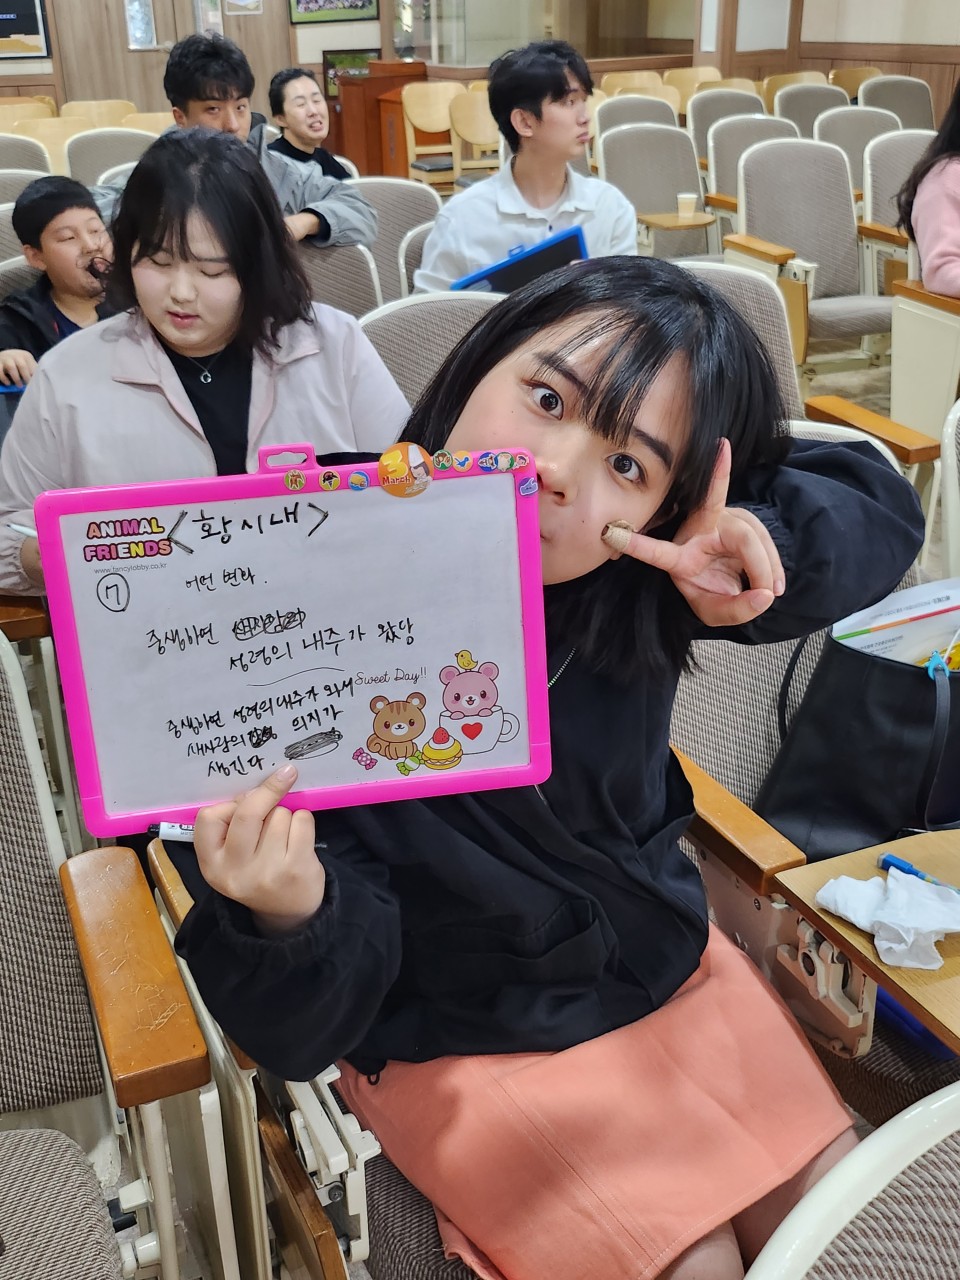 3
March
ANIMAL
FRIENDS
www.fancylobby.co.kr
<황시내>
⑦
어떤 변화.
중생하면
성령의 내주가 왔당
Sweet Day!!
중생하면 성령의 내주가 와서
새사람의 의지가
생긴다.